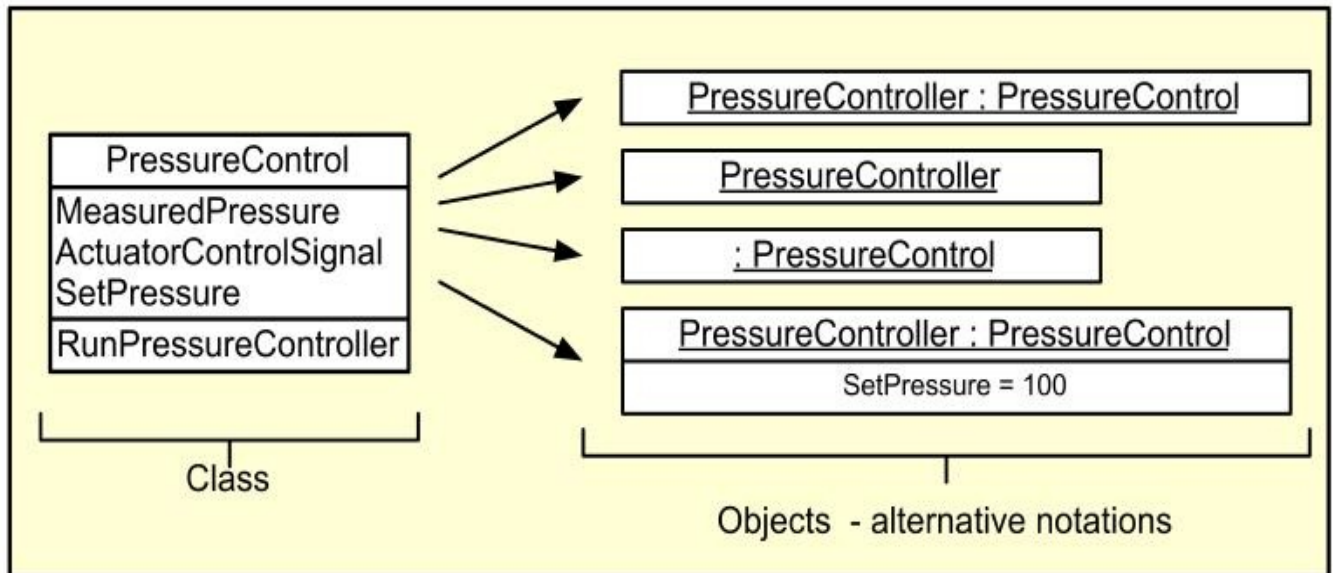 PressureControl
MeasuredPressure
ActuatorControlSignal
SetPressure
RunPressureController
Class
PressureController : PressureControl
PressureController
: PressureControl
PressureController : PressureControl
SetPressure = 100
Objects - alternative notations